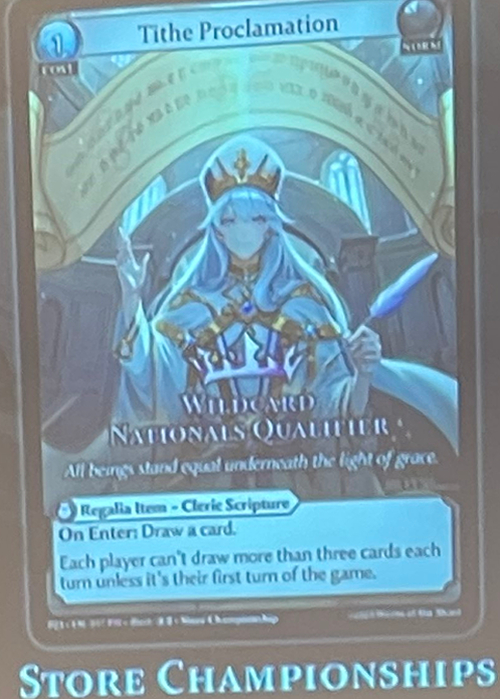 1
COST
Tithe Proclamation
NORM
WILDCARD
NATIONALS QUALIFIER
All beings stand equal underneath the light of grace.
Regalia Item - Cleric Scripture
On Enter: Draw a card.
Each player can't draw more than three cards each
turn unless it's their first turn of the game.
Store Championship
STORE CHAMPIONSHIPS